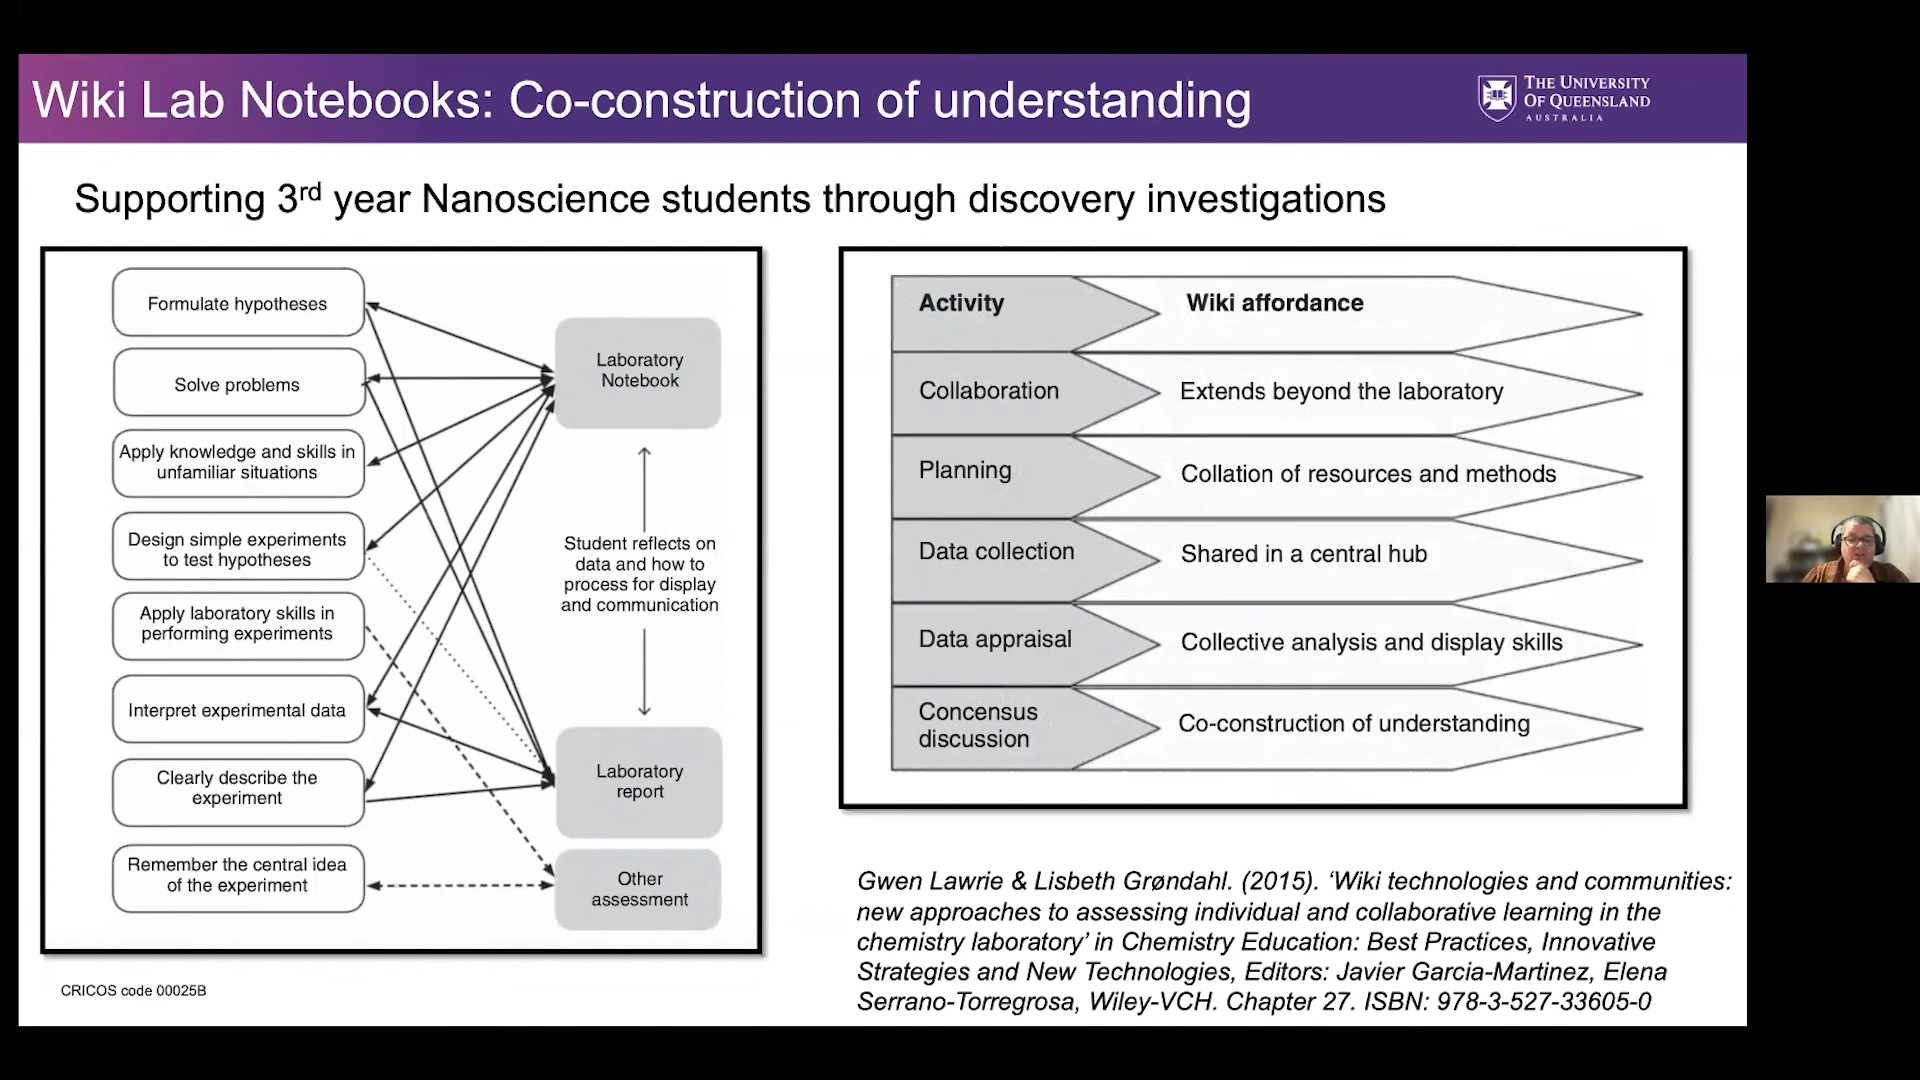 Wiki Lab Notebooks: Co-construction of understanding
THE UNIVERSITY
OF QUEENSLAND
AUSTRALIA
Supporting 3rd year Nanoscience students through discovery investigations
Formulate hypotheses
Solve problems
Apply knowledge and skills in
unfamiliar situations
Design simple experiments
to test hypotheses
Apply laboratory skills in
performing experiments
Interpret experimental data
Clearly describe the
experiment
Remember the central idea
of the experiment
Laboratory
Notebook
Student reflects on
data and how to
process for display
and communication
Laboratory
report
Other
assessment
Activity Wiki affordance
Collaboration Extends beyond the laboratory
Planning Collation of resources and methods
Data collection Shared in a central hub
Data appraisal Collective analysis and display skills
Concensus
discussion
Co-construction of understanding
Gwen Lawrie & Lisbeth Grøndahl. (2015). ‘Wiki technologies and communities:
new approaches to assessing individual and collaborative learning in the
chemistry laboratory’ in Chemistry Education: Best Practices, Innovative
Strategies and New Technologies, Editors: Javier Garcia-Martinez, Elena
Serrano-Torregrosa, Wiley-VCH. Chapter 27. ISBN: 978-3-527-33605-0
CRICOS code 00025B